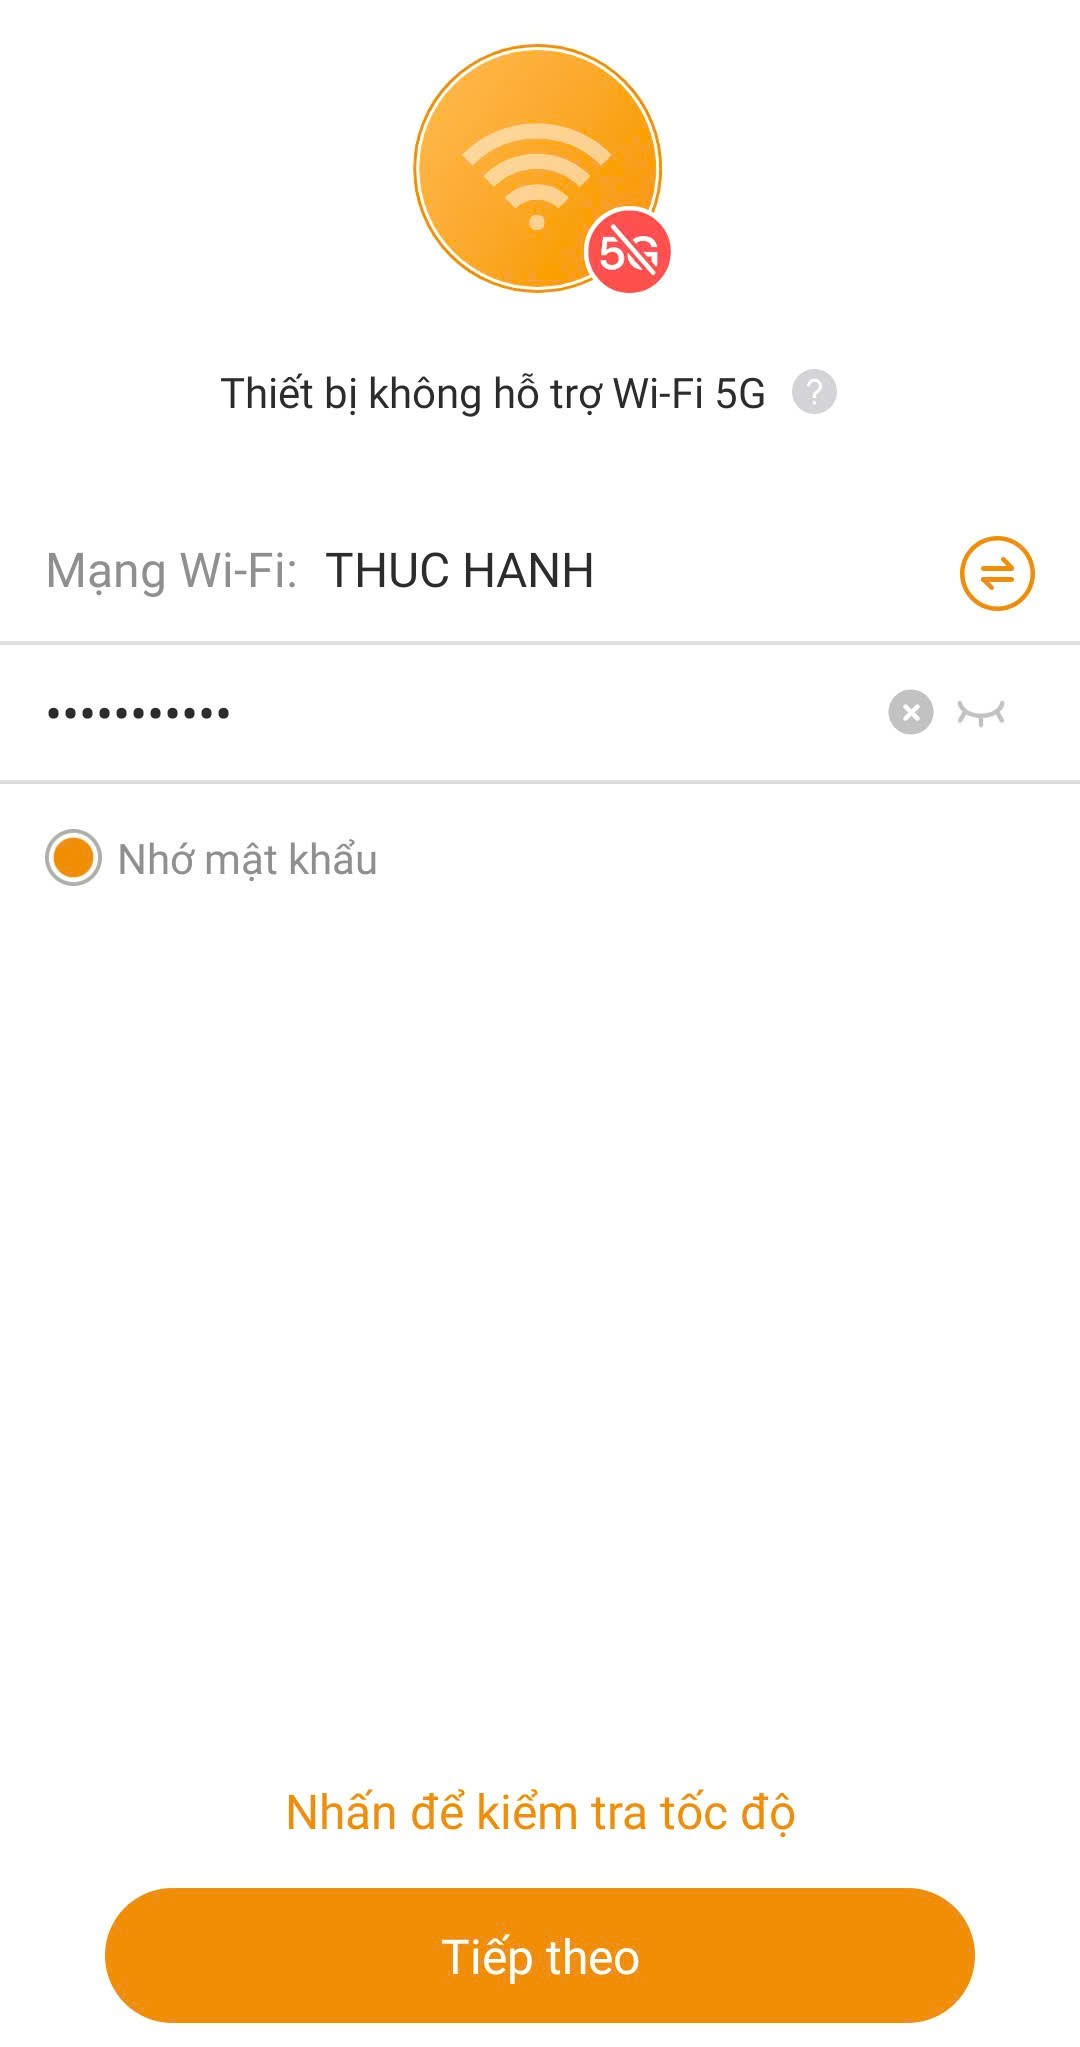 5G
Thiết bị không hỗ trợ Wi-Fi 5G ?
Mạng Wi-Fi: THUC HANH
•••••••••••
Nhớ mật khẩu
Nhấn để kiểm tra tốc độ
Tiếp theo